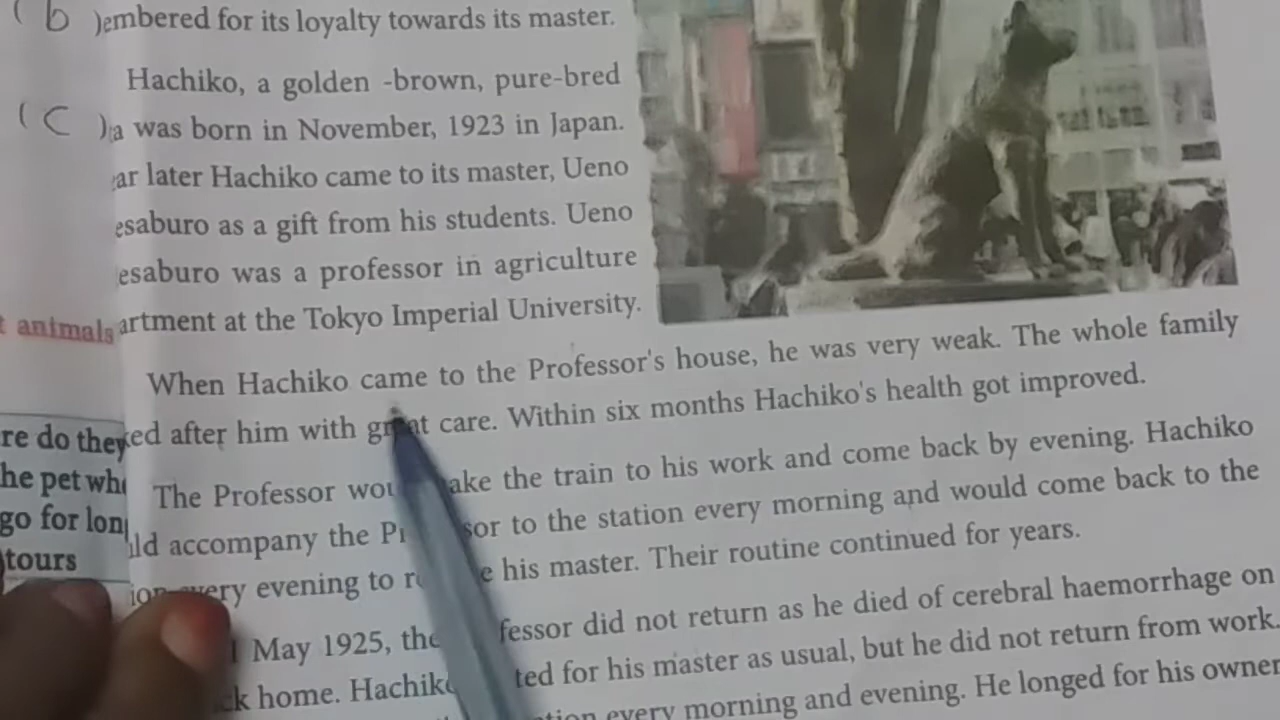 ( b )embered for its loyalty towards its master.
Hachiko, a golden -brown, pure-bred
( C )a was born in November, 1923 in Japan.
ar later Hachiko came to its master, Ueno
esaburo as a gift from his students. Ueno
esaburo was a professor in agriculture
artment at the Tokyo Imperial University.
t animals
When Hachiko came to the Professor's house, he was very weak. The whole family
ed after him with great care. Within six months Hachiko's health got improved.
re do they
he pet wh
go for long
tours
The Professor wou ake the train to his work and come back by evening. Hachiko
ld accompany the Pr sor to the station every morning and would come back to the
ion every evening to re e his master. Their routine continued for years.
May 1925, the fessor did not return as he died of cerebral haemorrhage on
ck home. Hachik ted for his master as usual, but he did not return from work.
tion every morning and evening. He longed for his owner